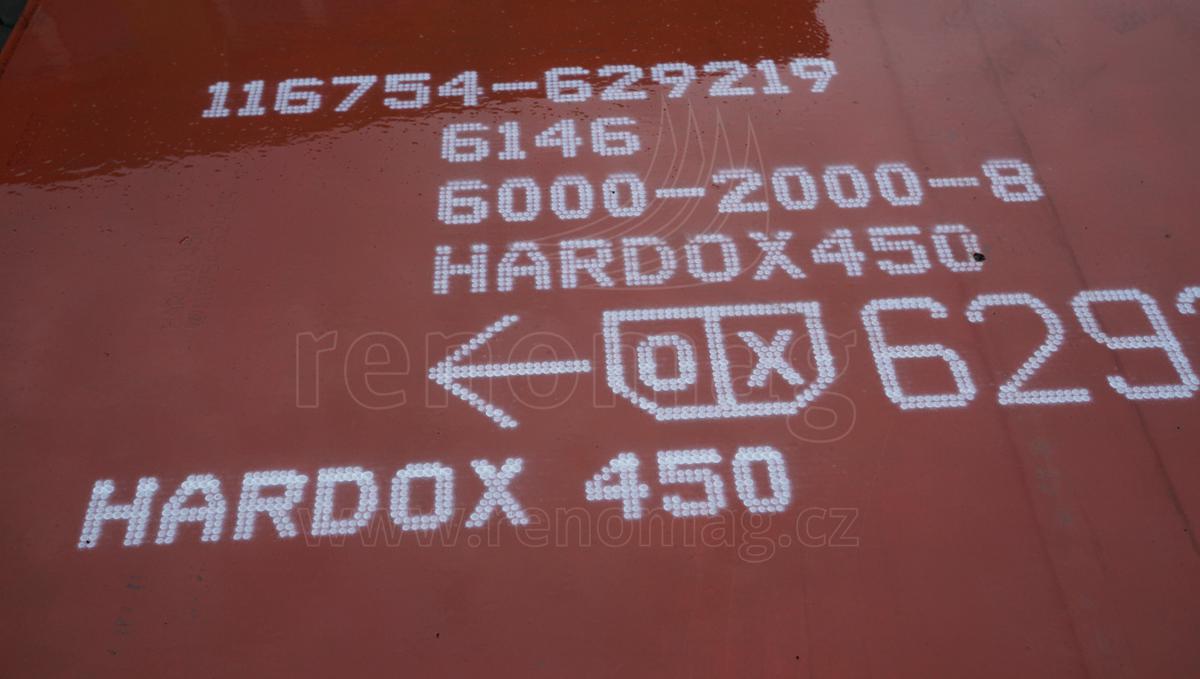 116754-629219
6146
6000-2000-8
HARDOX450
OX 629
HARDOX 450
renomag
www.renomag.cz